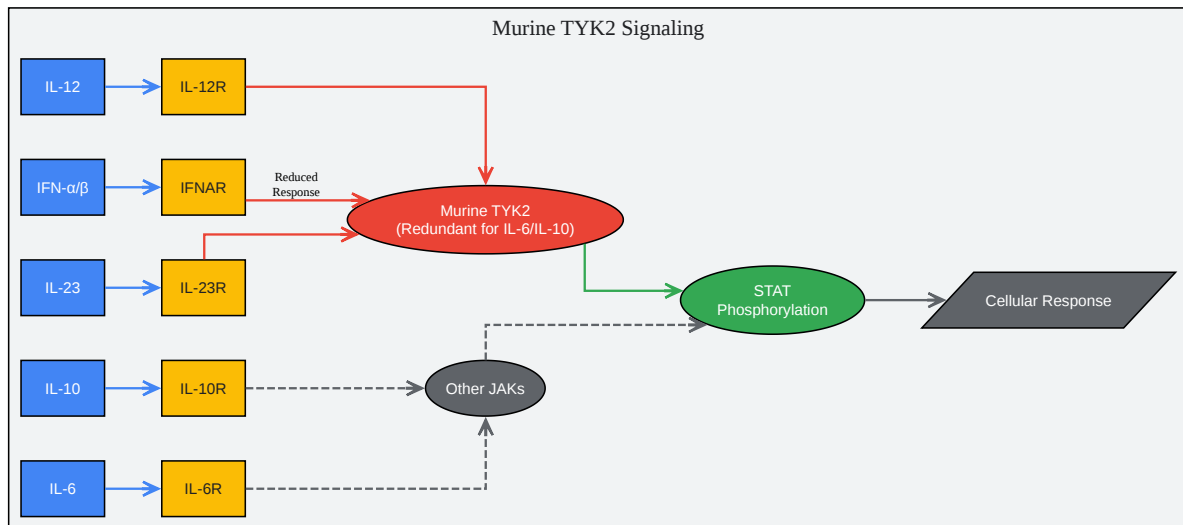 Murine TYK2 Signaling
IL-12
IL-12R
IFN-α/β
IFNAR
Reduced
Response
Murine TYK2
(Redundant for IL-6/IL-10)
IL-23
IL-23R
STAT
Phosphorylation
Cellular Response
IL-10
IL-10R
Other JAKs
IL-6
IL-6R